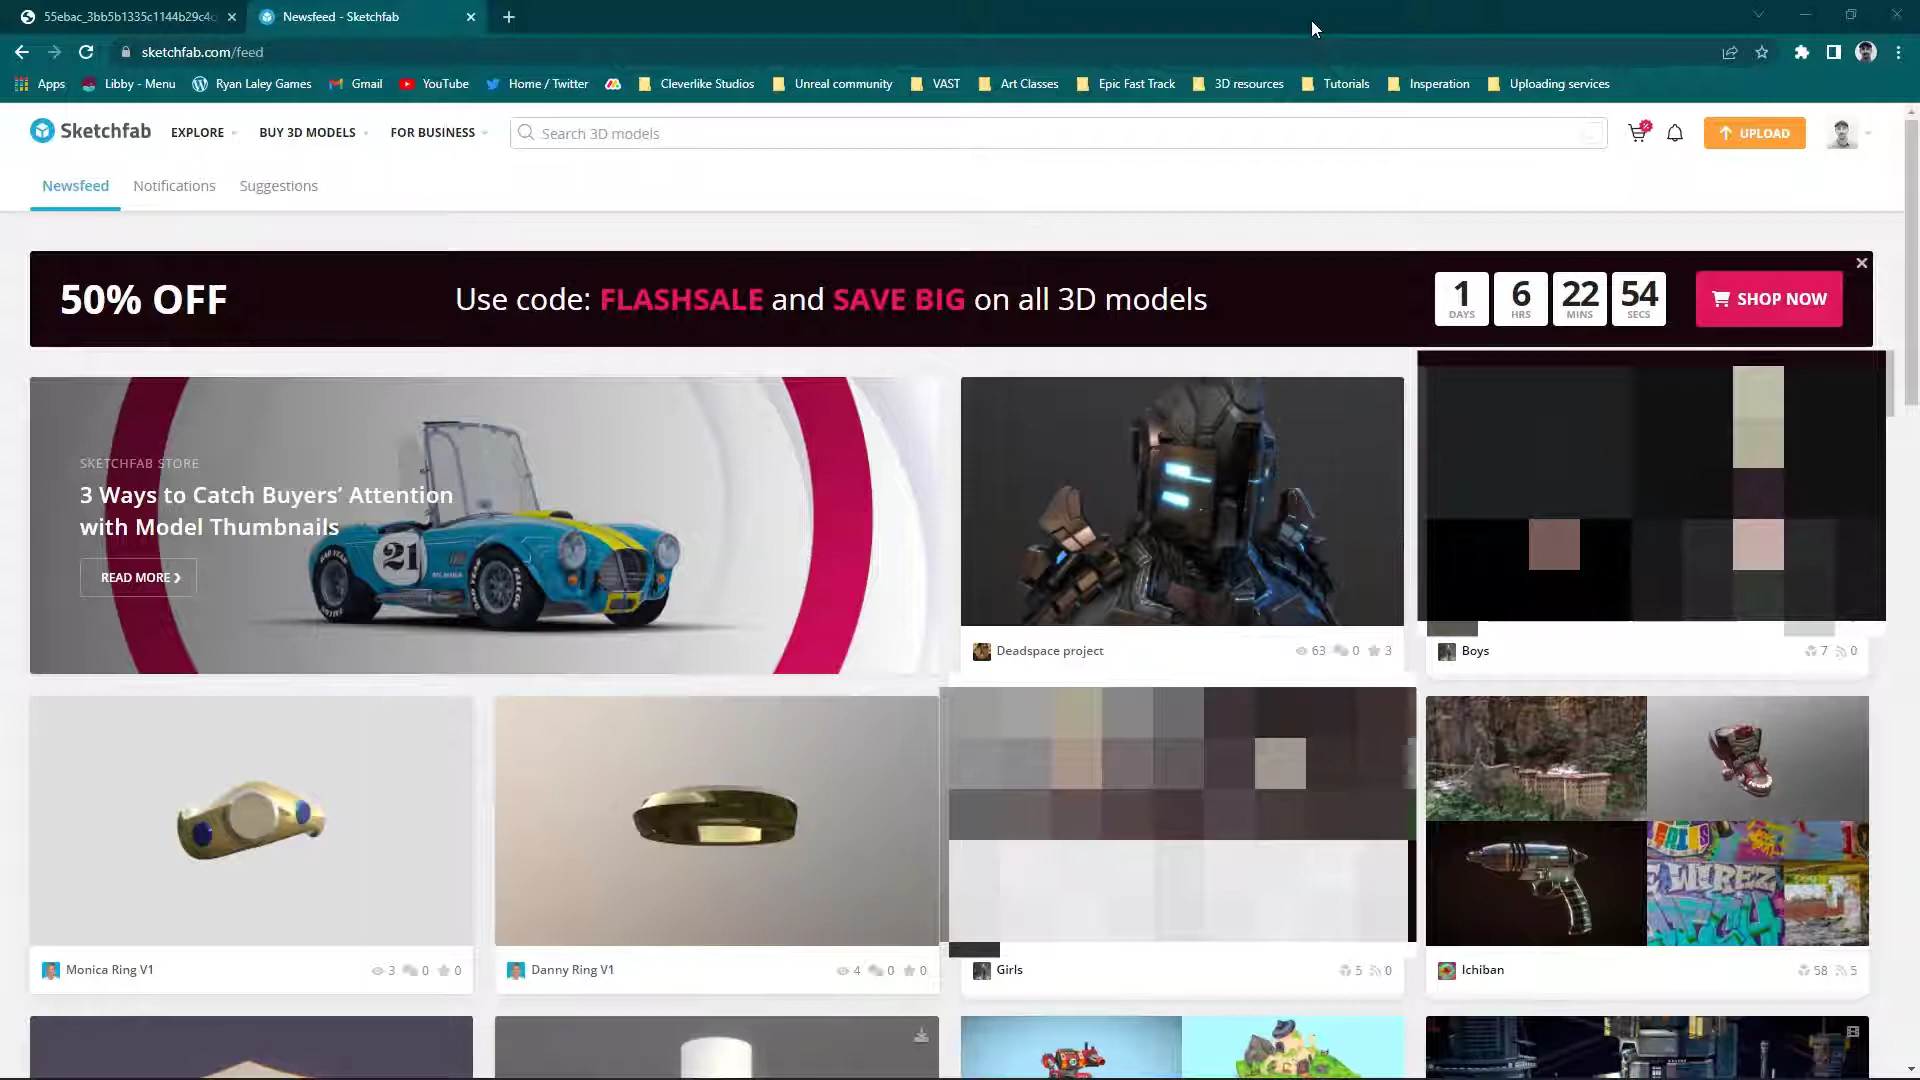 55ebac_3bb5b1335c1144b29c4
Newsfeed - Sketchfab
sketchfab.com/feed
Apps
Libby - Menu
Ryan Laley Games
Gmail
YouTube
Home / Twitter
Cleverlike Studios
Unreal community
VAST
Art Classes
Epic Fast Track
3D resources
Tutorials
Insperation
Uploading services
Sketchfab
EXPLORE
BUY 3D MODELS
FOR BUSINESS
Search 3D models
UPLOAD
Newsfeed
Notifications
Suggestions
50% OFF
Use code: FLASHSALE and SAVE BIG on all 3D models
1 6 22 54
DAYS HRS MINS SECS
SHOP NOW
SKETCHFAB STORE
3 Ways to Catch Buyers’ Attention
with Model Thumbnails
READ MORE ❯
21
Deadspace project
63 0 3
Boys
7 0
Monica Ring V1
3 0 0
Danny Ring V1
4 0 0
Girls
5 0
WIREZ
Ichiban
58 5